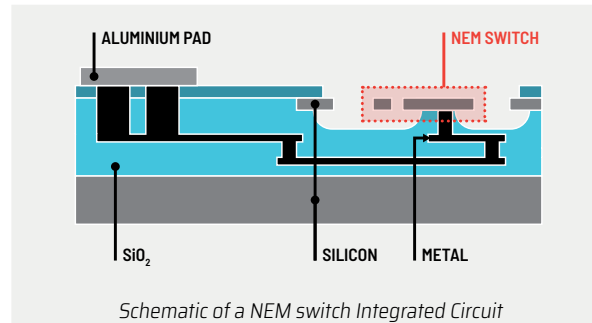 ALUMINIUM PAD
NEM SWITCH
SiO₂
SILICON
METAL
Schematic of a NEM switch Integrated Circuit